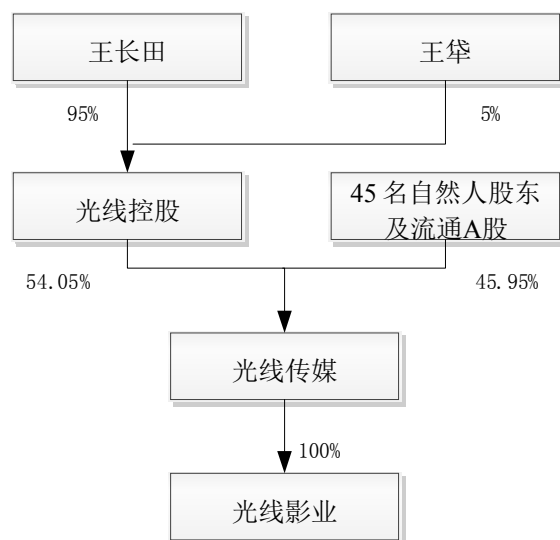 王长田
王牮
95%
5%
光线控股
45 名自然人股东
及流通A股
54.05%
45.95%
光线传媒
100%
光线影业